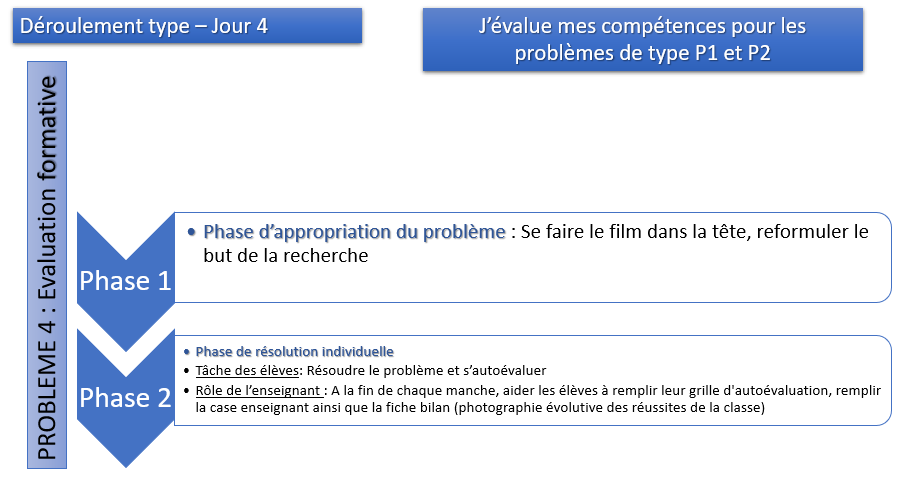 Déroulement type – Jour 4
J’évalue mes compétences pour les
problèmes de type P1 et P2
PROBLEME 4 : Evaluation formative
Phase 1
• Phase d’appropriation du problème : Se faire le film dans la tête, reformuler le
but de la recherche
Phase 2
• Phase de résolution individuelle
• Tâche des élèves: Résoudre le problème et s’autoévaluer
• Rôle de l’enseignant : A la fin de chaque manche, aider les élèves à remplir leur grille d'autoévaluation, remplir
la case enseignant ainsi que la fiche bilan (photographie évolutive des réussites de la classe)